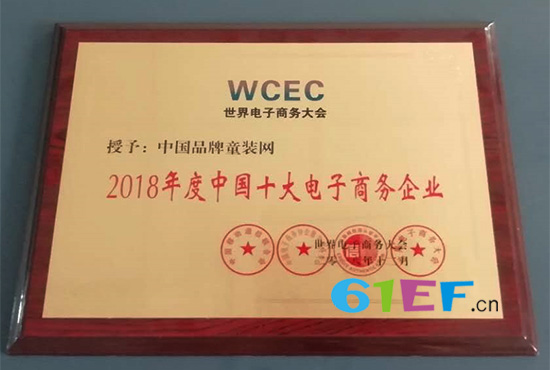 WCEC
世界电子商务大会
授予：中国品牌童装网
2018年度中国十大电子商务企业
世界电子商务大会
61EF.cn